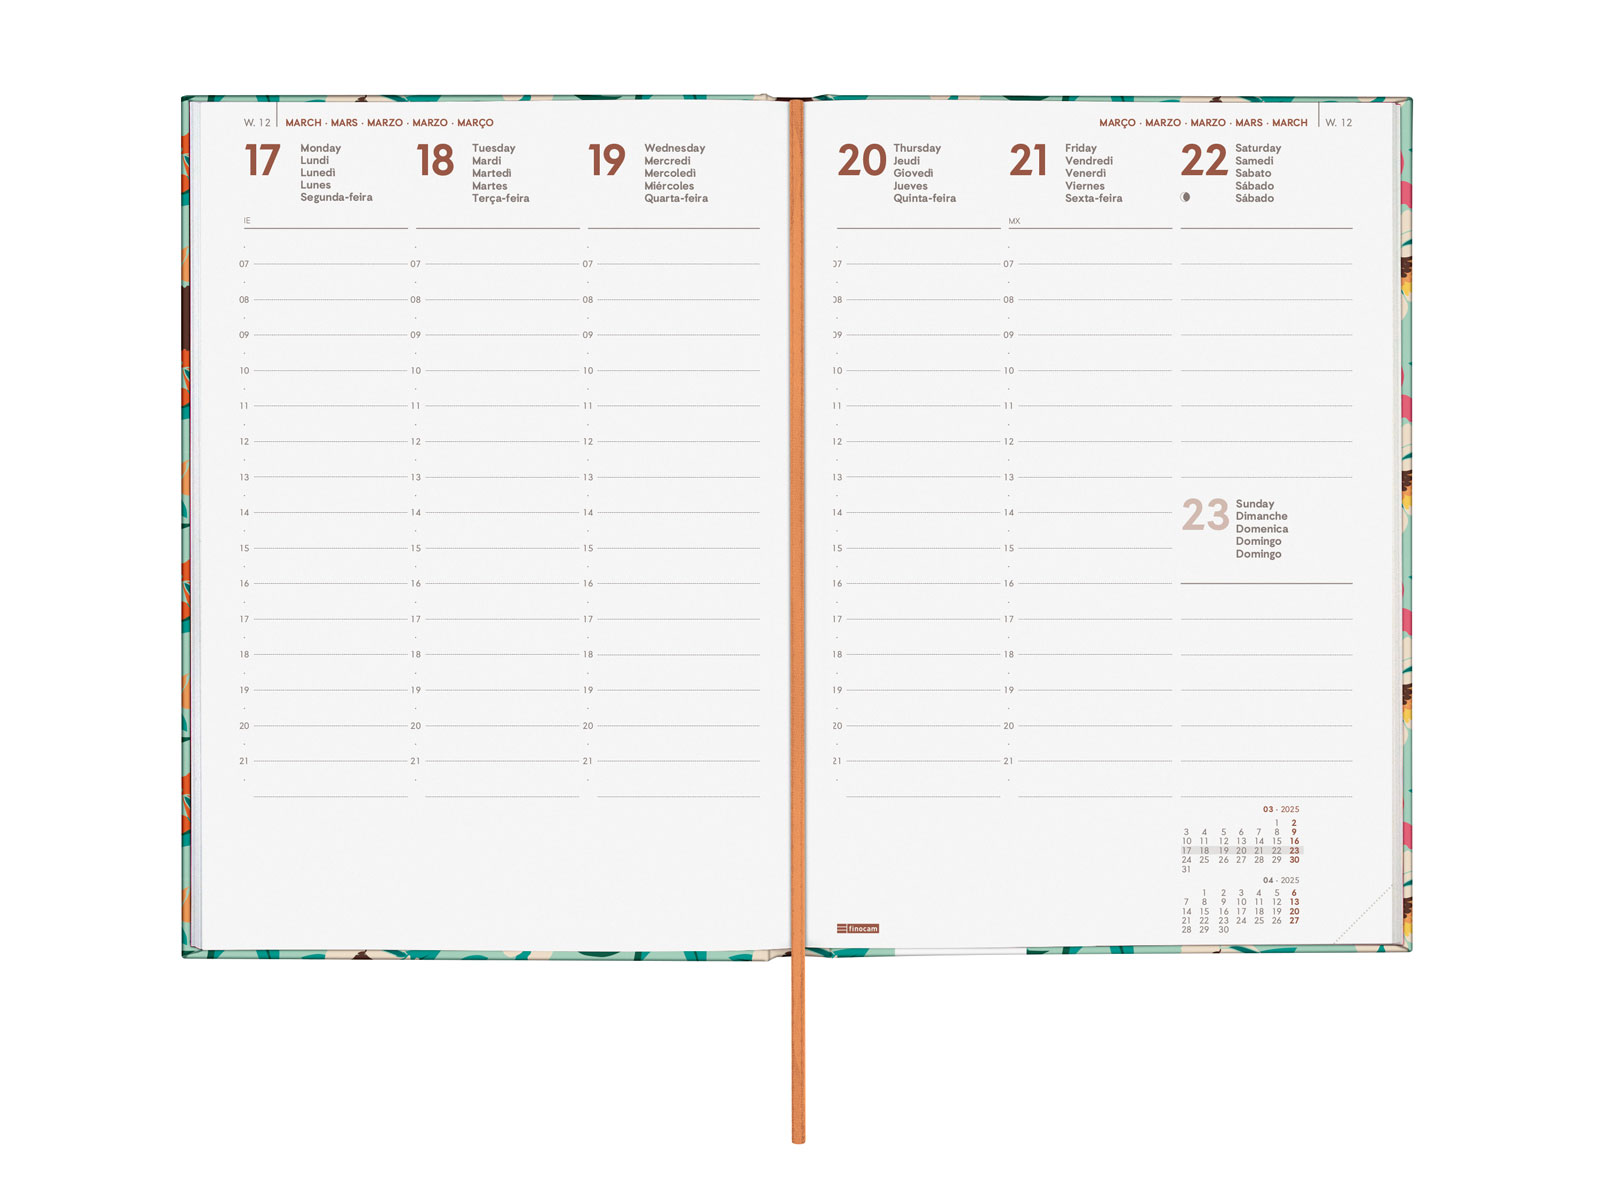 W. 12 MARCH · MARS · MARZO · MARZO · MARÇO
17
Monday
Lundi
Lunedì
Lunes
Segunda-feira
IE
18
Tuesday
Mardi
Martedì
Martes
Terça-feira
19
Wednesday
Mercredi
Mercoledì
Miércoles
Quarta-feira
07 07 07
08 08 08
09 09 09
10 10 10
11 11 11
12 12 12
13 13 13
14 14 14
15 15 15
16 16 16
17 17 17
18 18 18
19 19 19
20 20 20
21 21 21
MARÇO · MARZO · MARZO · MARS · MARCH W. 12
20
Thursday
Jeudi
Giovedì
Jueves
Quinta-feira
21
Friday
Vendredi
Venerdì
Viernes
Sexta-feira
MX
22
Saturday
Samedi
Sabato
Sábado
Sábado
07 07
08 08
09 09
10 10
11 11
12 12
13 13
14 14
15 15
16 16
17 17
18 18
19 19
20 20
21 21
23
Sunday
Dimanche
Domenica
Domingo
Domingo
03 - 2025
1 2
3 4 5 6 7 8 9
10 11 12 13 14 15 16
17 18 19 20 21 22 23
24 25 26 27 28 29 30
31
04 - 2025
1 2 3 4 5 6
7 8 9 10 11 12 13
14 15 16 17 18 19 20
21 22 23 24 25 26 27
28 29 30
finocam